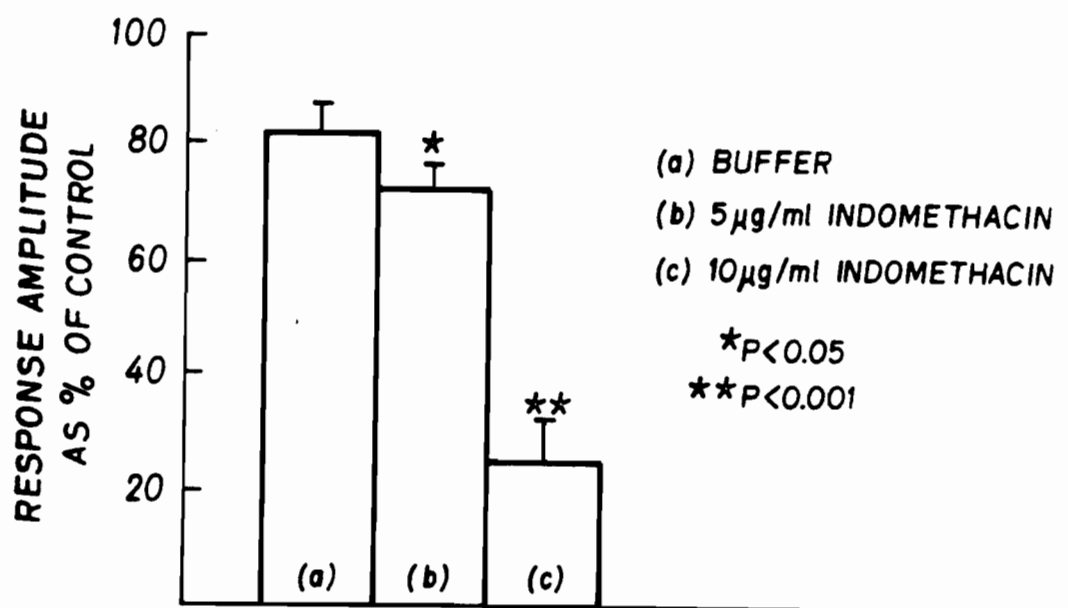 RESPONSE AMPLITUDE
AS % OF CONTROL
100
80
60
40
20
*
**
(a)
(b)
(c)
(a) BUFFER
(b) 5µg/ml INDOMETHACIN
(c) 10µg/ml INDOMETHACIN
*P<0.05
**P<0.001